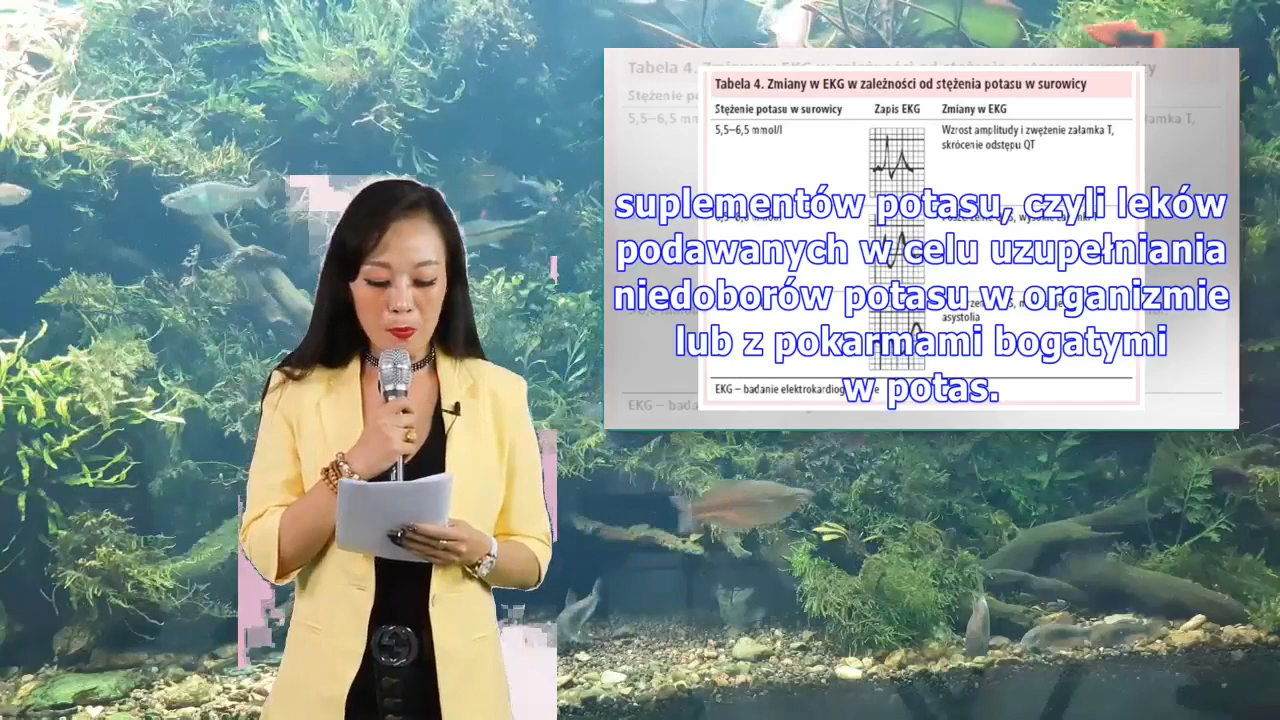 Tabela 4. Zmiany w EKG w zależności od stężenia potasu w surowicy
Stężenie potasu w surowicy Zapis EKG Zmiany w EKG
5,5–6,5 mmol/l Wzrost amplitudy i zwężenie załamka T,
skrócenie odstępu QT
asystolia
EKG – badanie
suplementów potasu, czyli leków
podawanych w celu uzupełniania
niedoborów potasu w organizmie
lub z pokarmami bogatymi
w potas.